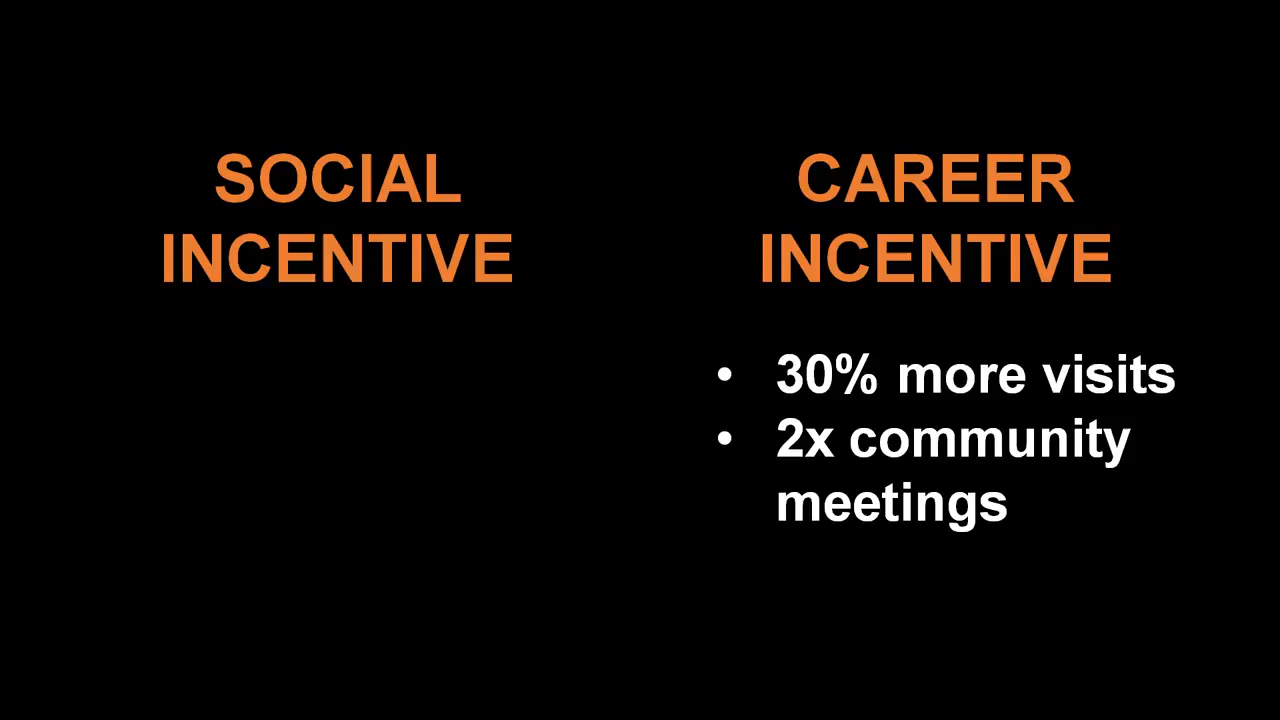 SOCIAL
INCENTIVE
CAREER
INCENTIVE
• 30% more visits
• 2x community
meetings